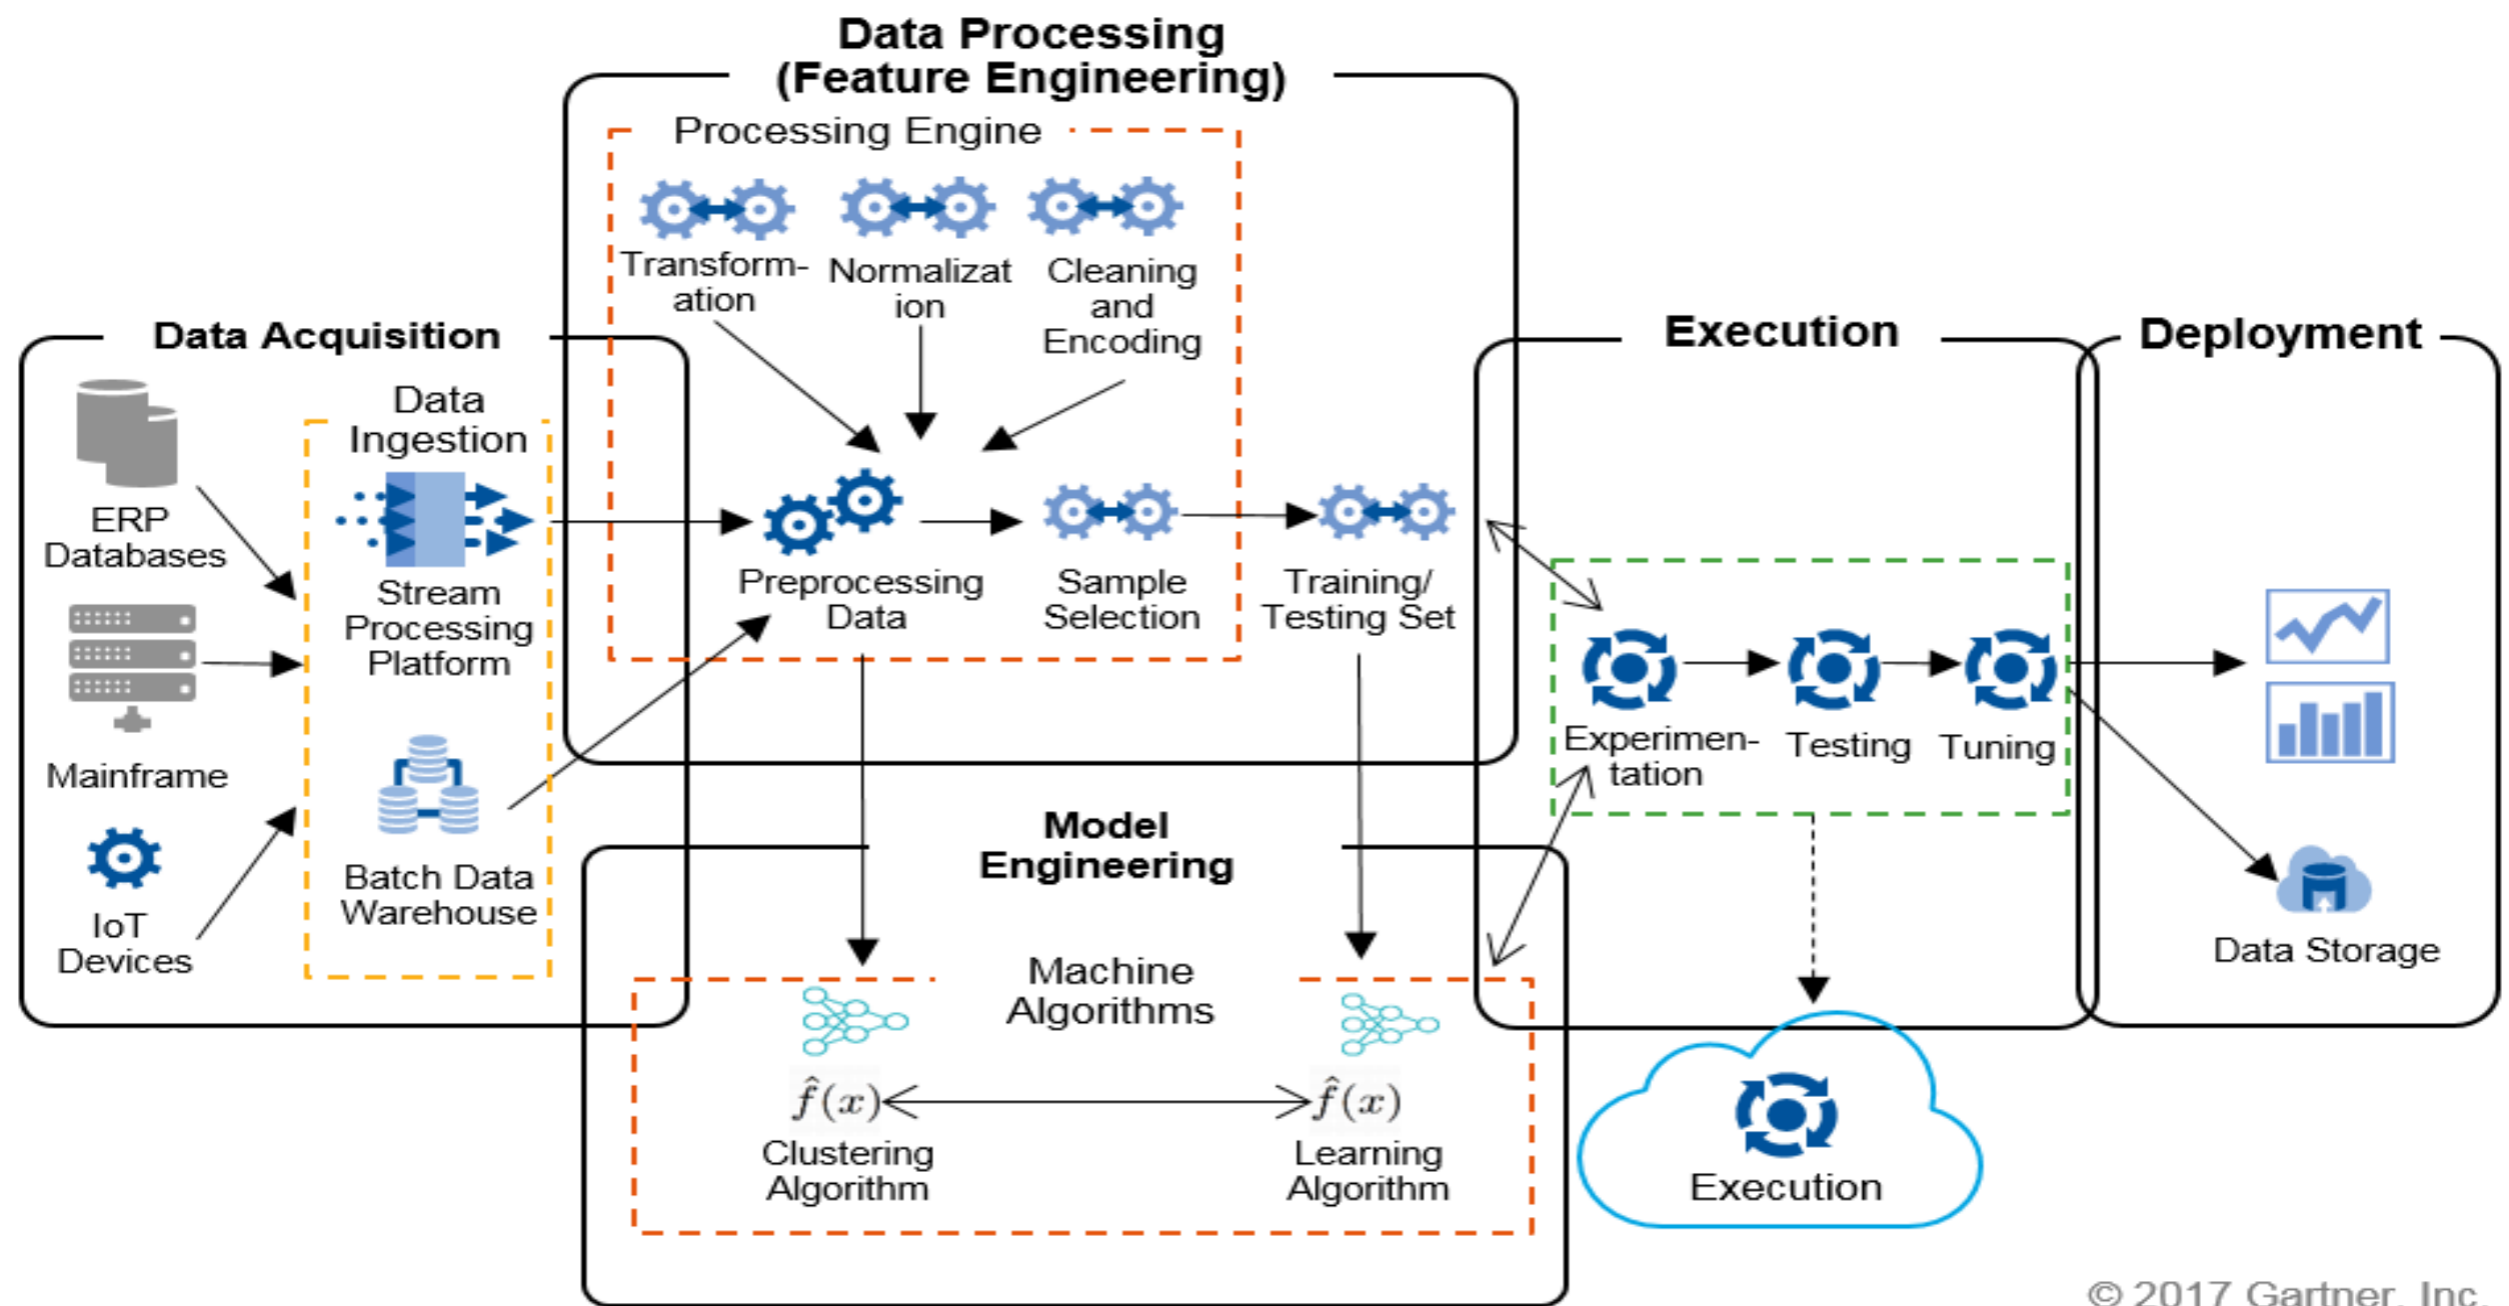 Data Processing
(Feature Engineering)
Processing Engine
Transform-
ation
Normalizat
ion
Cleaning
and
Encoding
Data Acquisition
Data
Ingestion
ERP
Databases
Stream
Processing
Platform
Mainframe
Batch Data
Warehouse
IoT
Devices
Preprocessing
Data
Sample
Selection
Training/
Testing Set
Model
Engineering
Machine
Algorithms
f̂(x)
f̂(x)
Clustering
Algorithm
Learning
Algorithm
Execution
Experimen-
tation
Testing
Tuning
Execution
Deployment
Data Storage
© 2017 Gartner, Inc.